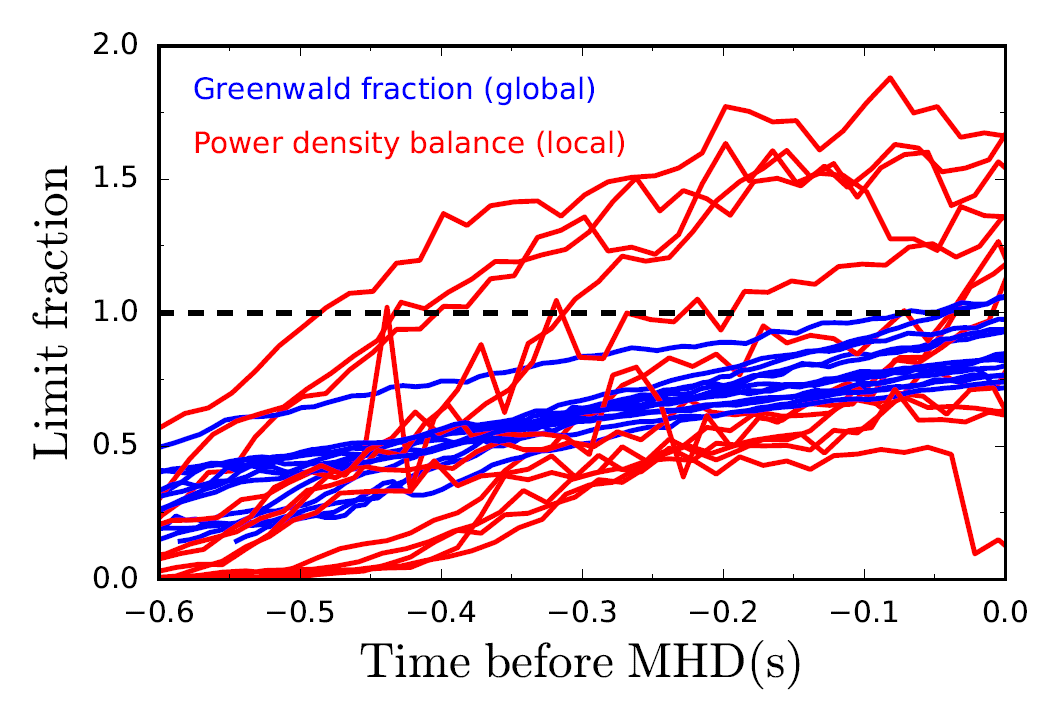 2.0
Greenwald fraction (global)
Power density balance (local)
1.5
1.0
0.5
0.0
Limit fraction
−0.6 −0.5 −0.4 −0.3 −0.2 −0.1 0.0
Time before MHD(s)